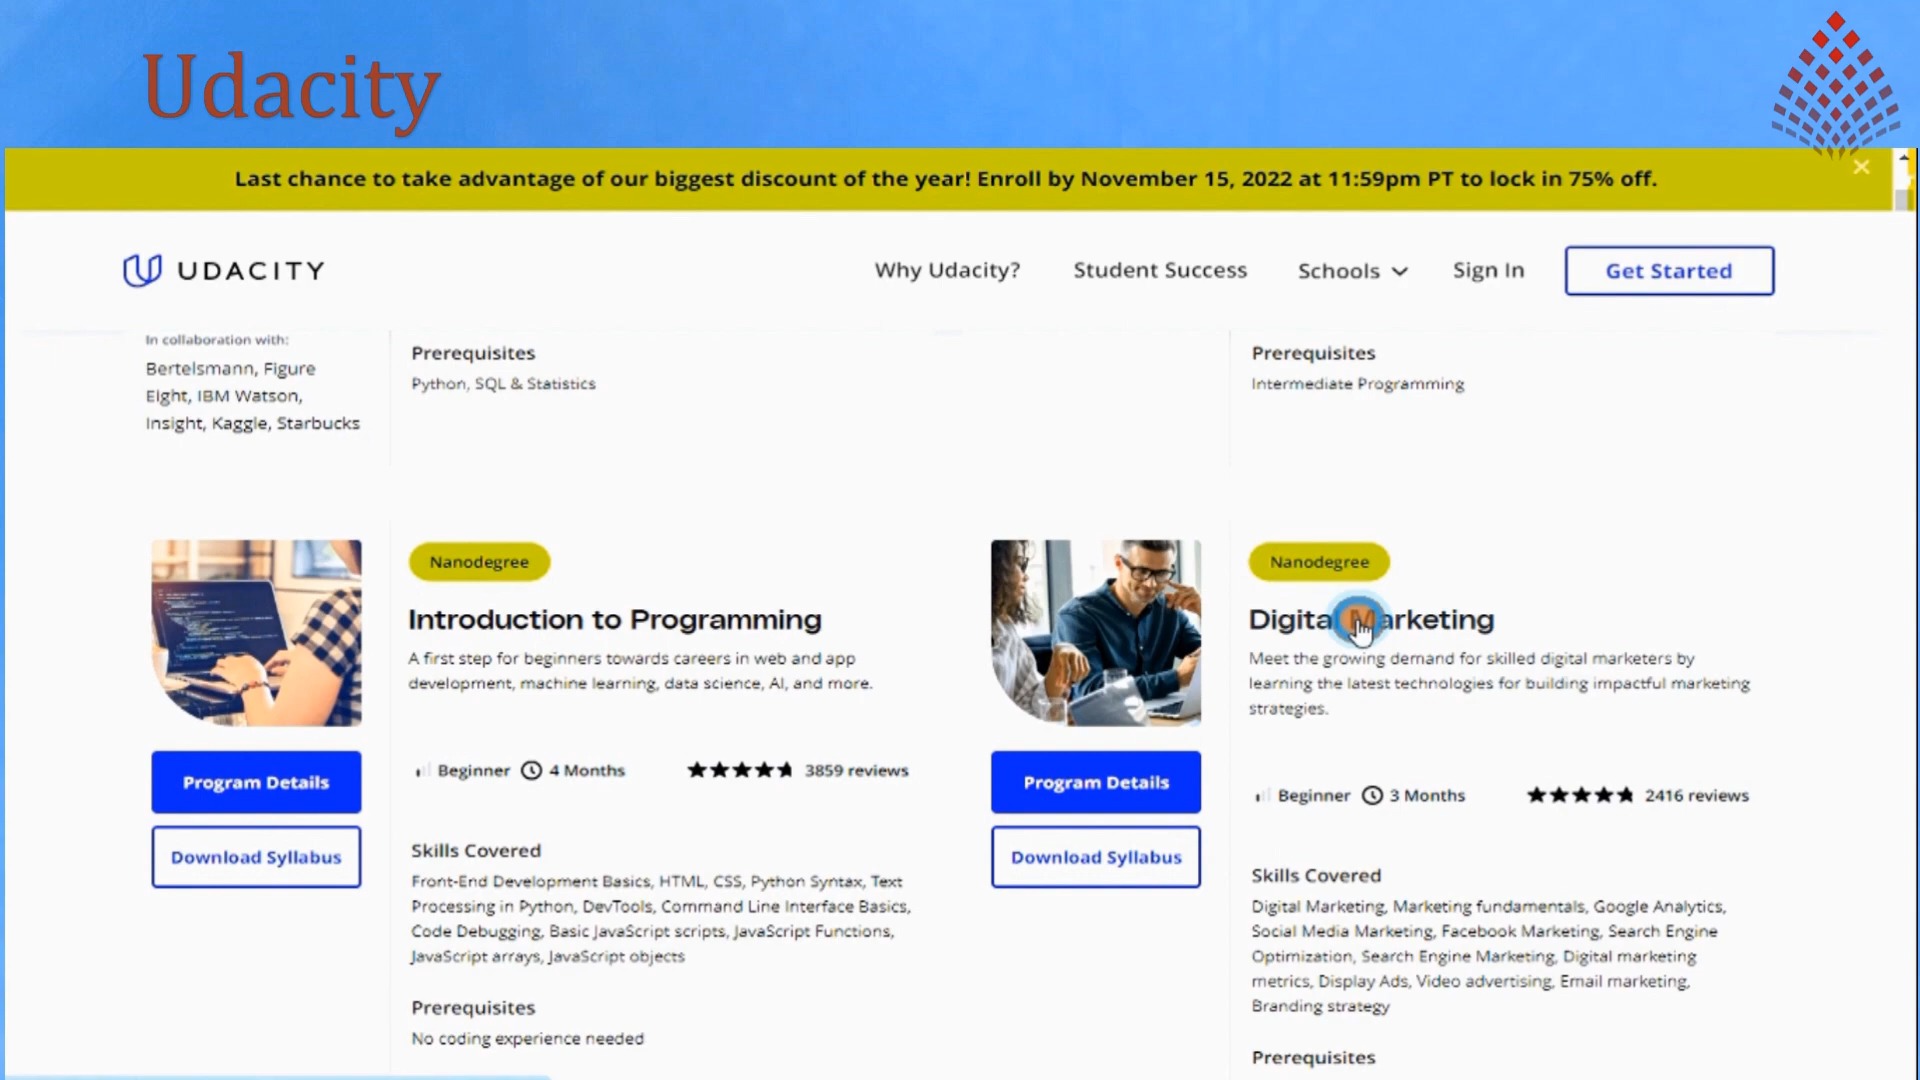 Udacity
Last chance to take advantage of our biggest discount of the year! Enroll by November 15, 2022 at 11:59pm PT to lock in 75% off.
UDACITY
Why Udacity?
Student Success
Schools
Sign In
Get Started
In collaboration with:
Bertelsmann, Figure
Eight, IBM Watson,
Insight, Kaggle, Starbucks
Prerequisites
Python, SQL & Statistics
Prerequisites
Intermediate Programming
Nanodegree
Introduction to Programming
A first step for beginners towards careers in web and app
development, machine learning, data science, AI, and more.
Beginner 4 Months 3859 reviews
Program Details
Download Syllabus
Skills Covered
Front-End Development Basics, HTML, CSS, Python Syntax, Text
Processing in Python, DevTools, Command Line Interface Basics,
Code Debugging, Basic JavaScript scripts, JavaScript Functions,
JavaScript arrays, JavaScript objects
Prerequisites
No coding experience needed
Nanodegree
Digital Marketing
Meet the growing demand for skilled digital marketers by
learning the latest technologies for building impactful marketing
strategies.
Beginner 3 Months 2416 reviews
Program Details
Download Syllabus
Skills Covered
Digital Marketing, Marketing fundamentals, Google Analytics,
Social Media Marketing, Facebook Marketing, Search Engine
Optimization, Search Engine Marketing, Digital marketing
metrics, Display Ads, Video advertising, Email marketing,
Branding strategy
Prerequisites